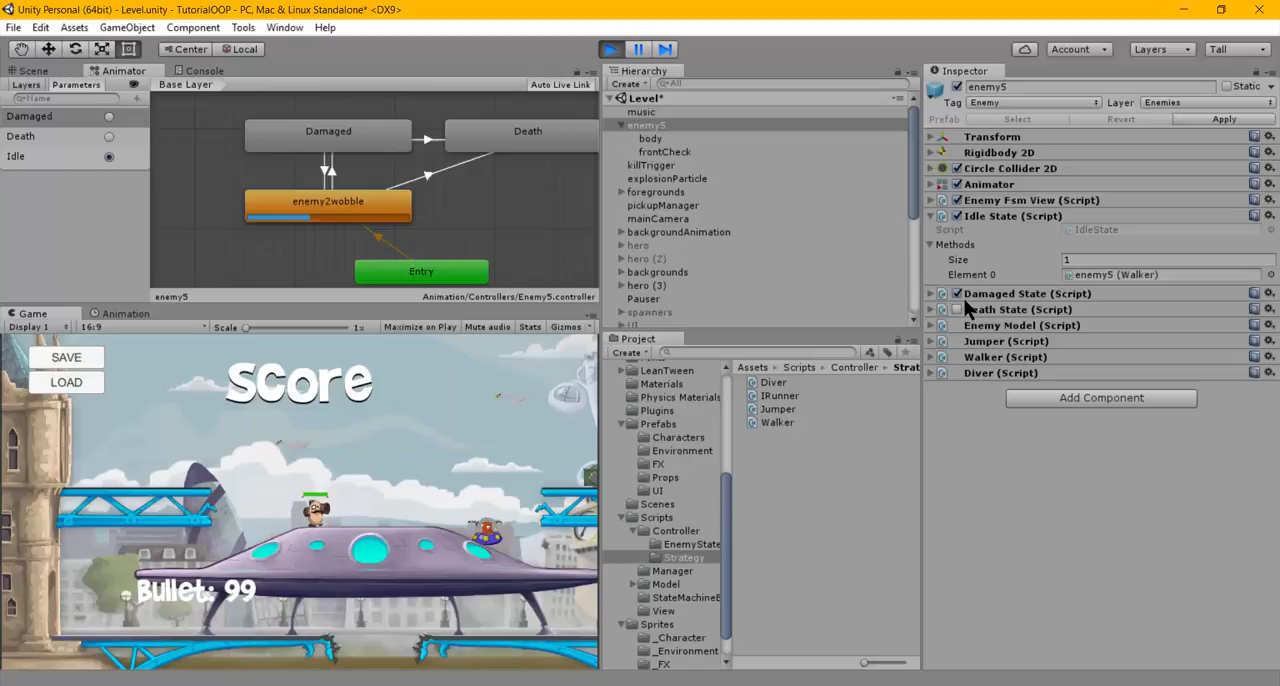 Unity Personal (64bit) - Level.unity - TutorialOOP - PC, Mac & Linux Standalone* <DX9>
File Edit Assets GameObject Component Tools Window Help
Center Local Account Layers Tall
Scene Animator Console
Layers Parameters Base Layer Auto Live Link
Name
Damaged
Death
Idle
Damaged Death
enemy2wobble
Entry
enemy5 Animation/Controllers/Enemy5.controller
Game Animation
Display 1 16:9 Scale 1x Maximize on Play Mute audio Stats Gizmos
SAVE
LOAD
score
Bullet: 99
Hierarchy
Create All
Level*
music
enemy5
body
frontCheck
killTrigger
explosionParticle
foregrounds
pickupManager
mainCamera
backgroundAnimation
hero
hero (2)
backgrounds
hero (3)
Pauser
spawners
Project
Create
LeanTween
Materials
Physics Materials
Plugins
Prefabs
Characters
Environment
FX
Props
UI
Scenes
Scripts
Controller
EnemyState
Strategy
Manager
Model
StateMachineB
View
Sprites
_Character
_Environment
_FX
Assets Scripts Controller Strat
Diver
IRunner
Jumper
Walker
Inspector
enemy5 Static
Tag Enemy Layer Enemies
Prefab Select Revert Apply
Transform
Rigidbody 2D
Circle Collider 2D
Animator
Enemy Fsm View (Script)
Idle State (Script)
Script IdleState
Methods
Size 1
Element 0 enemy5 (Walker)
Damaged State (Script)
eath State (Script)
Enemy Model (Script)
Jumper (Script)
Walker (Script)
Diver (Script)
Add Component